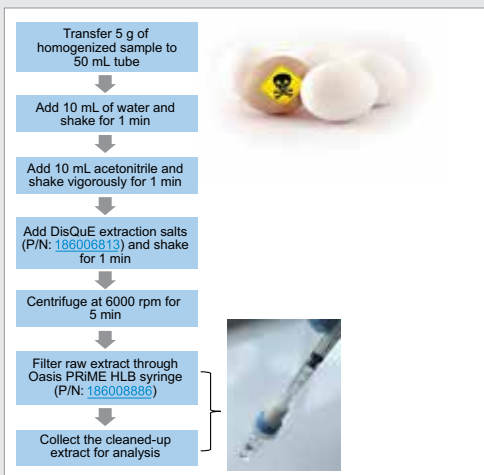 Transfer 5 g of
homogenized sample to
50 mL tube
Add 10 mL of water and
shake for 1 min
Add 10 mL acetonitrile and
shake vigorously for 1 min
Add DisQuE extraction salts
(P/N: 186006813) and shake
for 1 min
Centrifuge at 6000 rpm for
5 min
Filter raw extract through
Oasis PRiME HLB syringe
(P/N: 186008886)
Collect the cleaned-up
extract for analysis